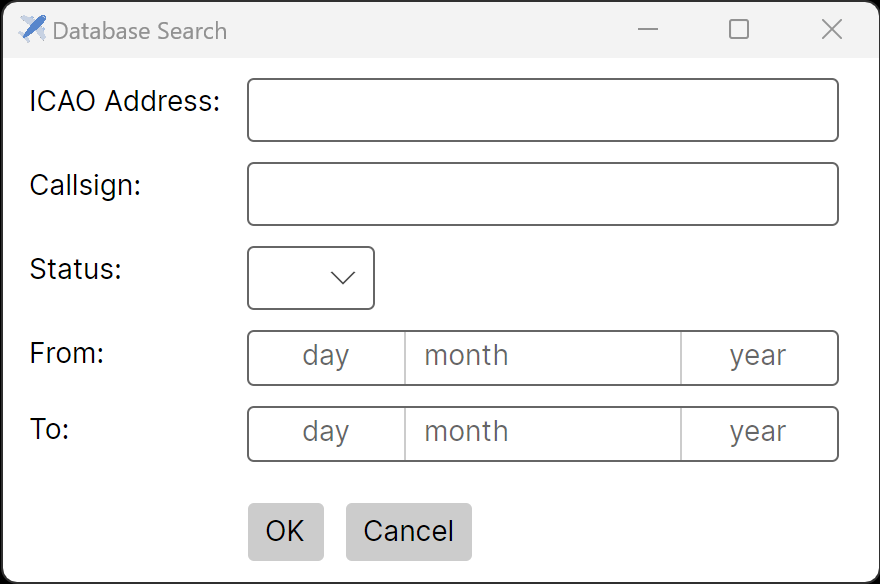 Database Search
ICAO Address:
Callsign:
Status:
From: day month year
To: day month year
OK Cancel